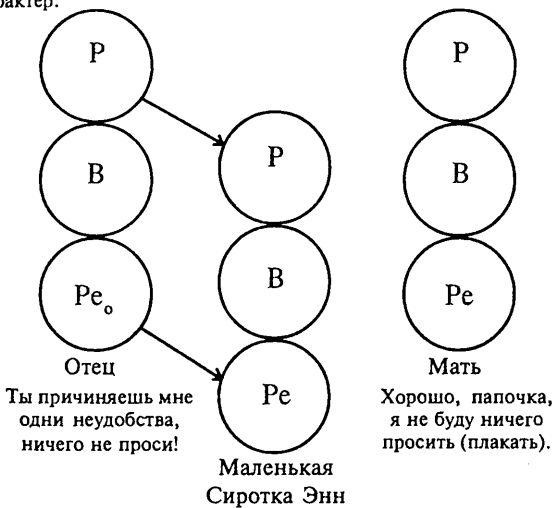 рактер:
Р
В
Ре₀
Отец
Ты причиняешь мне
одни неудобства,
ничего не проси!
Р
В
Ре
Маленькая
Сиротка Энн
Р
В
Ре
Мать
Хорошо, папочка,
я не буду ничего
просить (плакать).